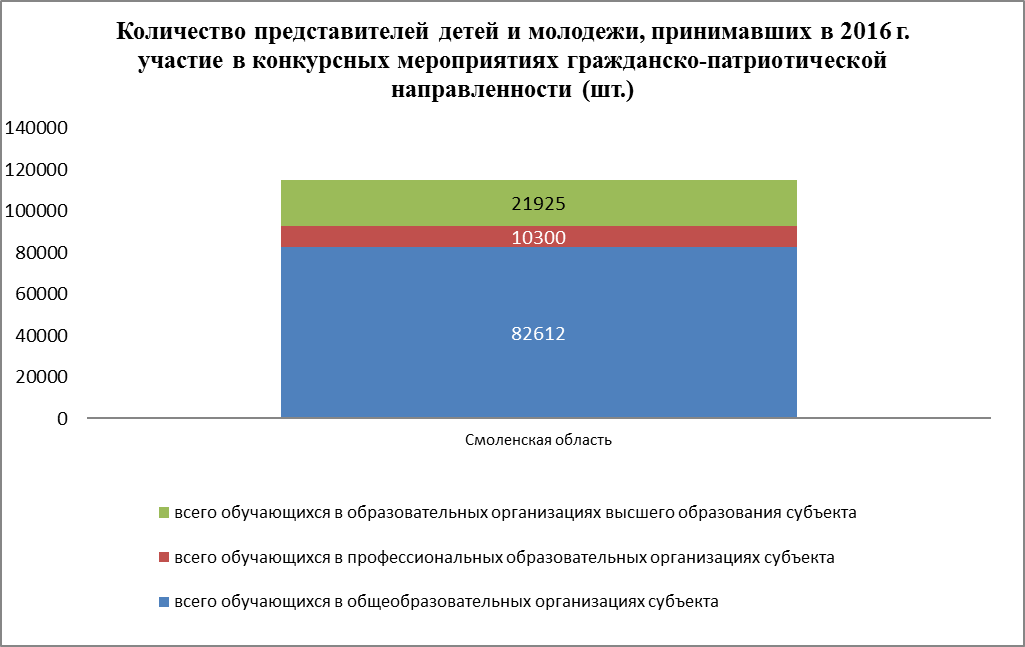 Количество представителей детей и молодежи, принимавших в 2016 г.
участие в конкурсных мероприятиях гражданско-патриотической
направленности (шт.)
140000
120000
100000
80000
60000
40000
20000
0
21925
10300
82612
Смоленская область
всего обучающихся в образовательных организациях высшего образования субъекта
всего обучающихся в профессиональных образовательных организациях субъекта
всего обучающихся в общеобразовательных организациях субъекта